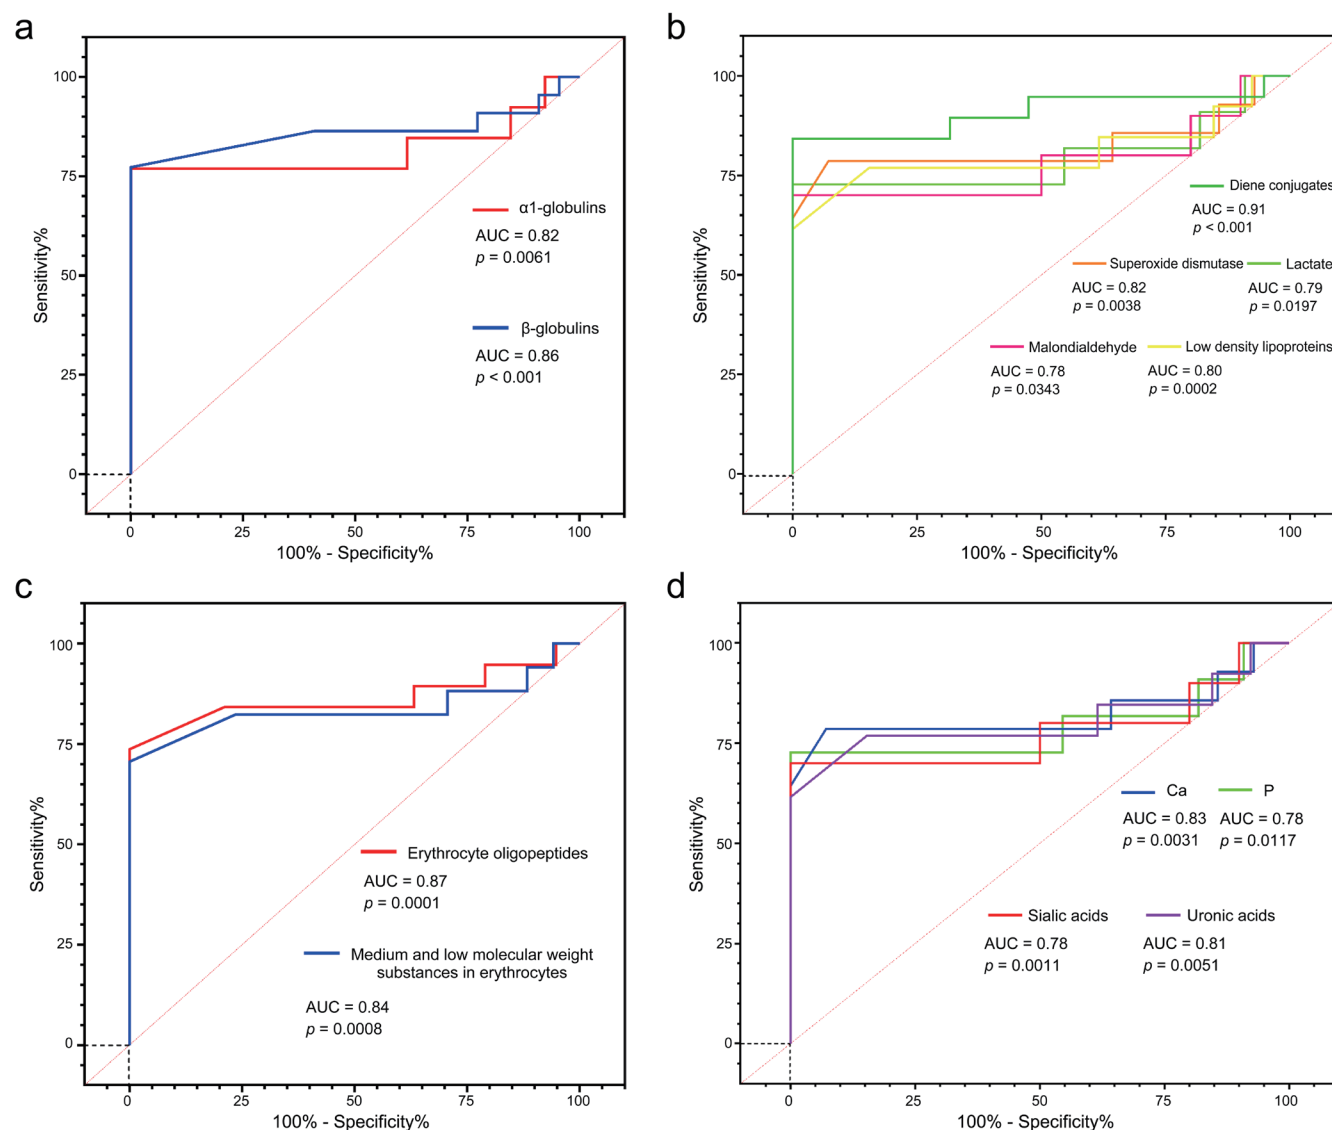 a
100
75
50
25
0
Sensitivity%
0 25 50 75 100
100% - Specificity%
α1-globulins
AUC = 0.82
p = 0.0061
β-globulins
AUC = 0.86
p < 0.001
b
100
75
50
25
0
Sensitivity%
0 25 50 75 100
100% - Specificity%
Diene conjugates
AUC = 0.91
p < 0.001
Superoxide dismutase
AUC = 0.82
p = 0.0038
Lactate
AUC = 0.79
p = 0.0197
Malondialdehyde
AUC = 0.78
p = 0.0343
Low density lipoproteins
AUC = 0.80
p = 0.0002
c
100
75
50
25
0
Sensitivity%
0 25 50 75 100
100% - Specificity%
Erythrocyte oligopeptides
AUC = 0.87
p = 0.0001
Medium and low molecular weight
substances in erythrocytes
AUC = 0.84
p = 0.0008
d
100
75
50
25
0
Sensitivity%
0 25 50 75 100
100% - Specificity%
Ca
AUC = 0.83
p = 0.0031
P
AUC = 0.78
p = 0.0117
Sialic acids
AUC = 0.78
p = 0.0011
Uronic acids
AUC = 0.81
p = 0.0051